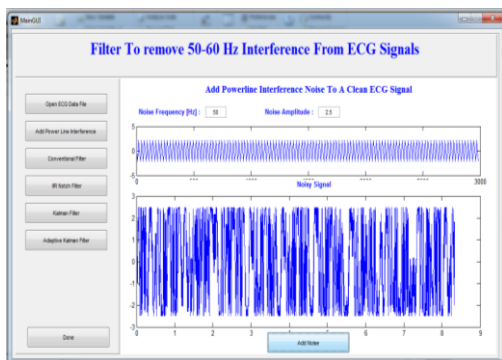 MainGUI
Filter To remove 50-60 Hz Interference From ECG Signals
Add Powerline Interference Noise To A Clean ECG Signal
Noise Frequency [Hz] : 50 Noise Amplitude : 2.5
Open ECG Data File
Add Power Line Interference
Conventional Filter
IIR Notch Filter
Kalman Filter
Adaptive Kalman Filter
Done
5
0
-5
0 500 3000
Noisy Signal
3
2
1
0
-1
-2
-3
0 1 2 3 4 5 6 7 8 9
Add Noise